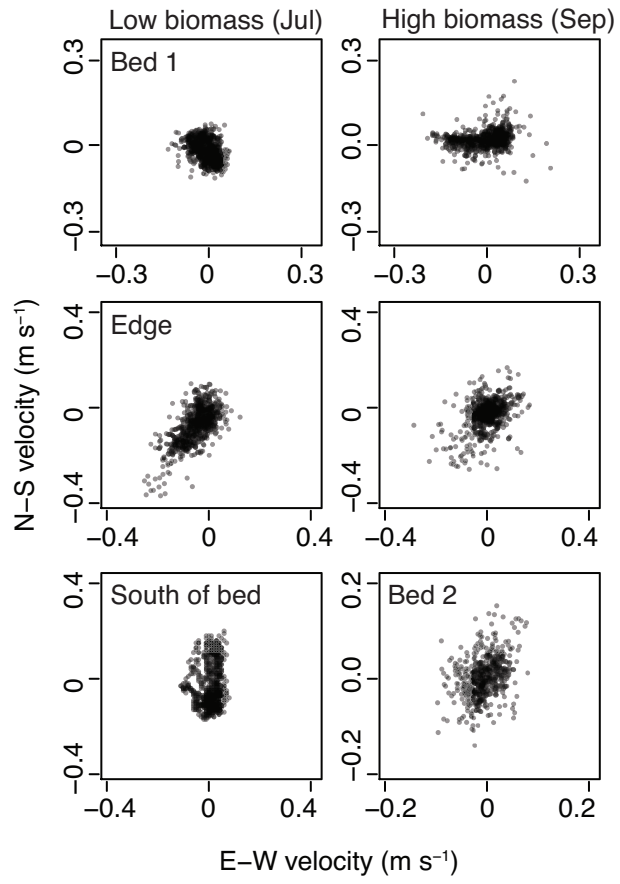 Low biomass (Jul) High biomass (Sep)
Bed 1
0.3 0 −0.3
−0.3 0 0.3
0.3 0.0 −0.3
−0.3 0 0.3
Edge
0.4 0 −0.4
−0.4 0 0.4
0.4 0 −0.4
−0.4 0 0.4
South of bed
0.4 0 −0.4
−0.4 0 0.4
Bed 2
0.2 0.0 −0.2
−0.2 0 0.2
N−S velocity (m s⁻¹)
E−W velocity (m s⁻¹)